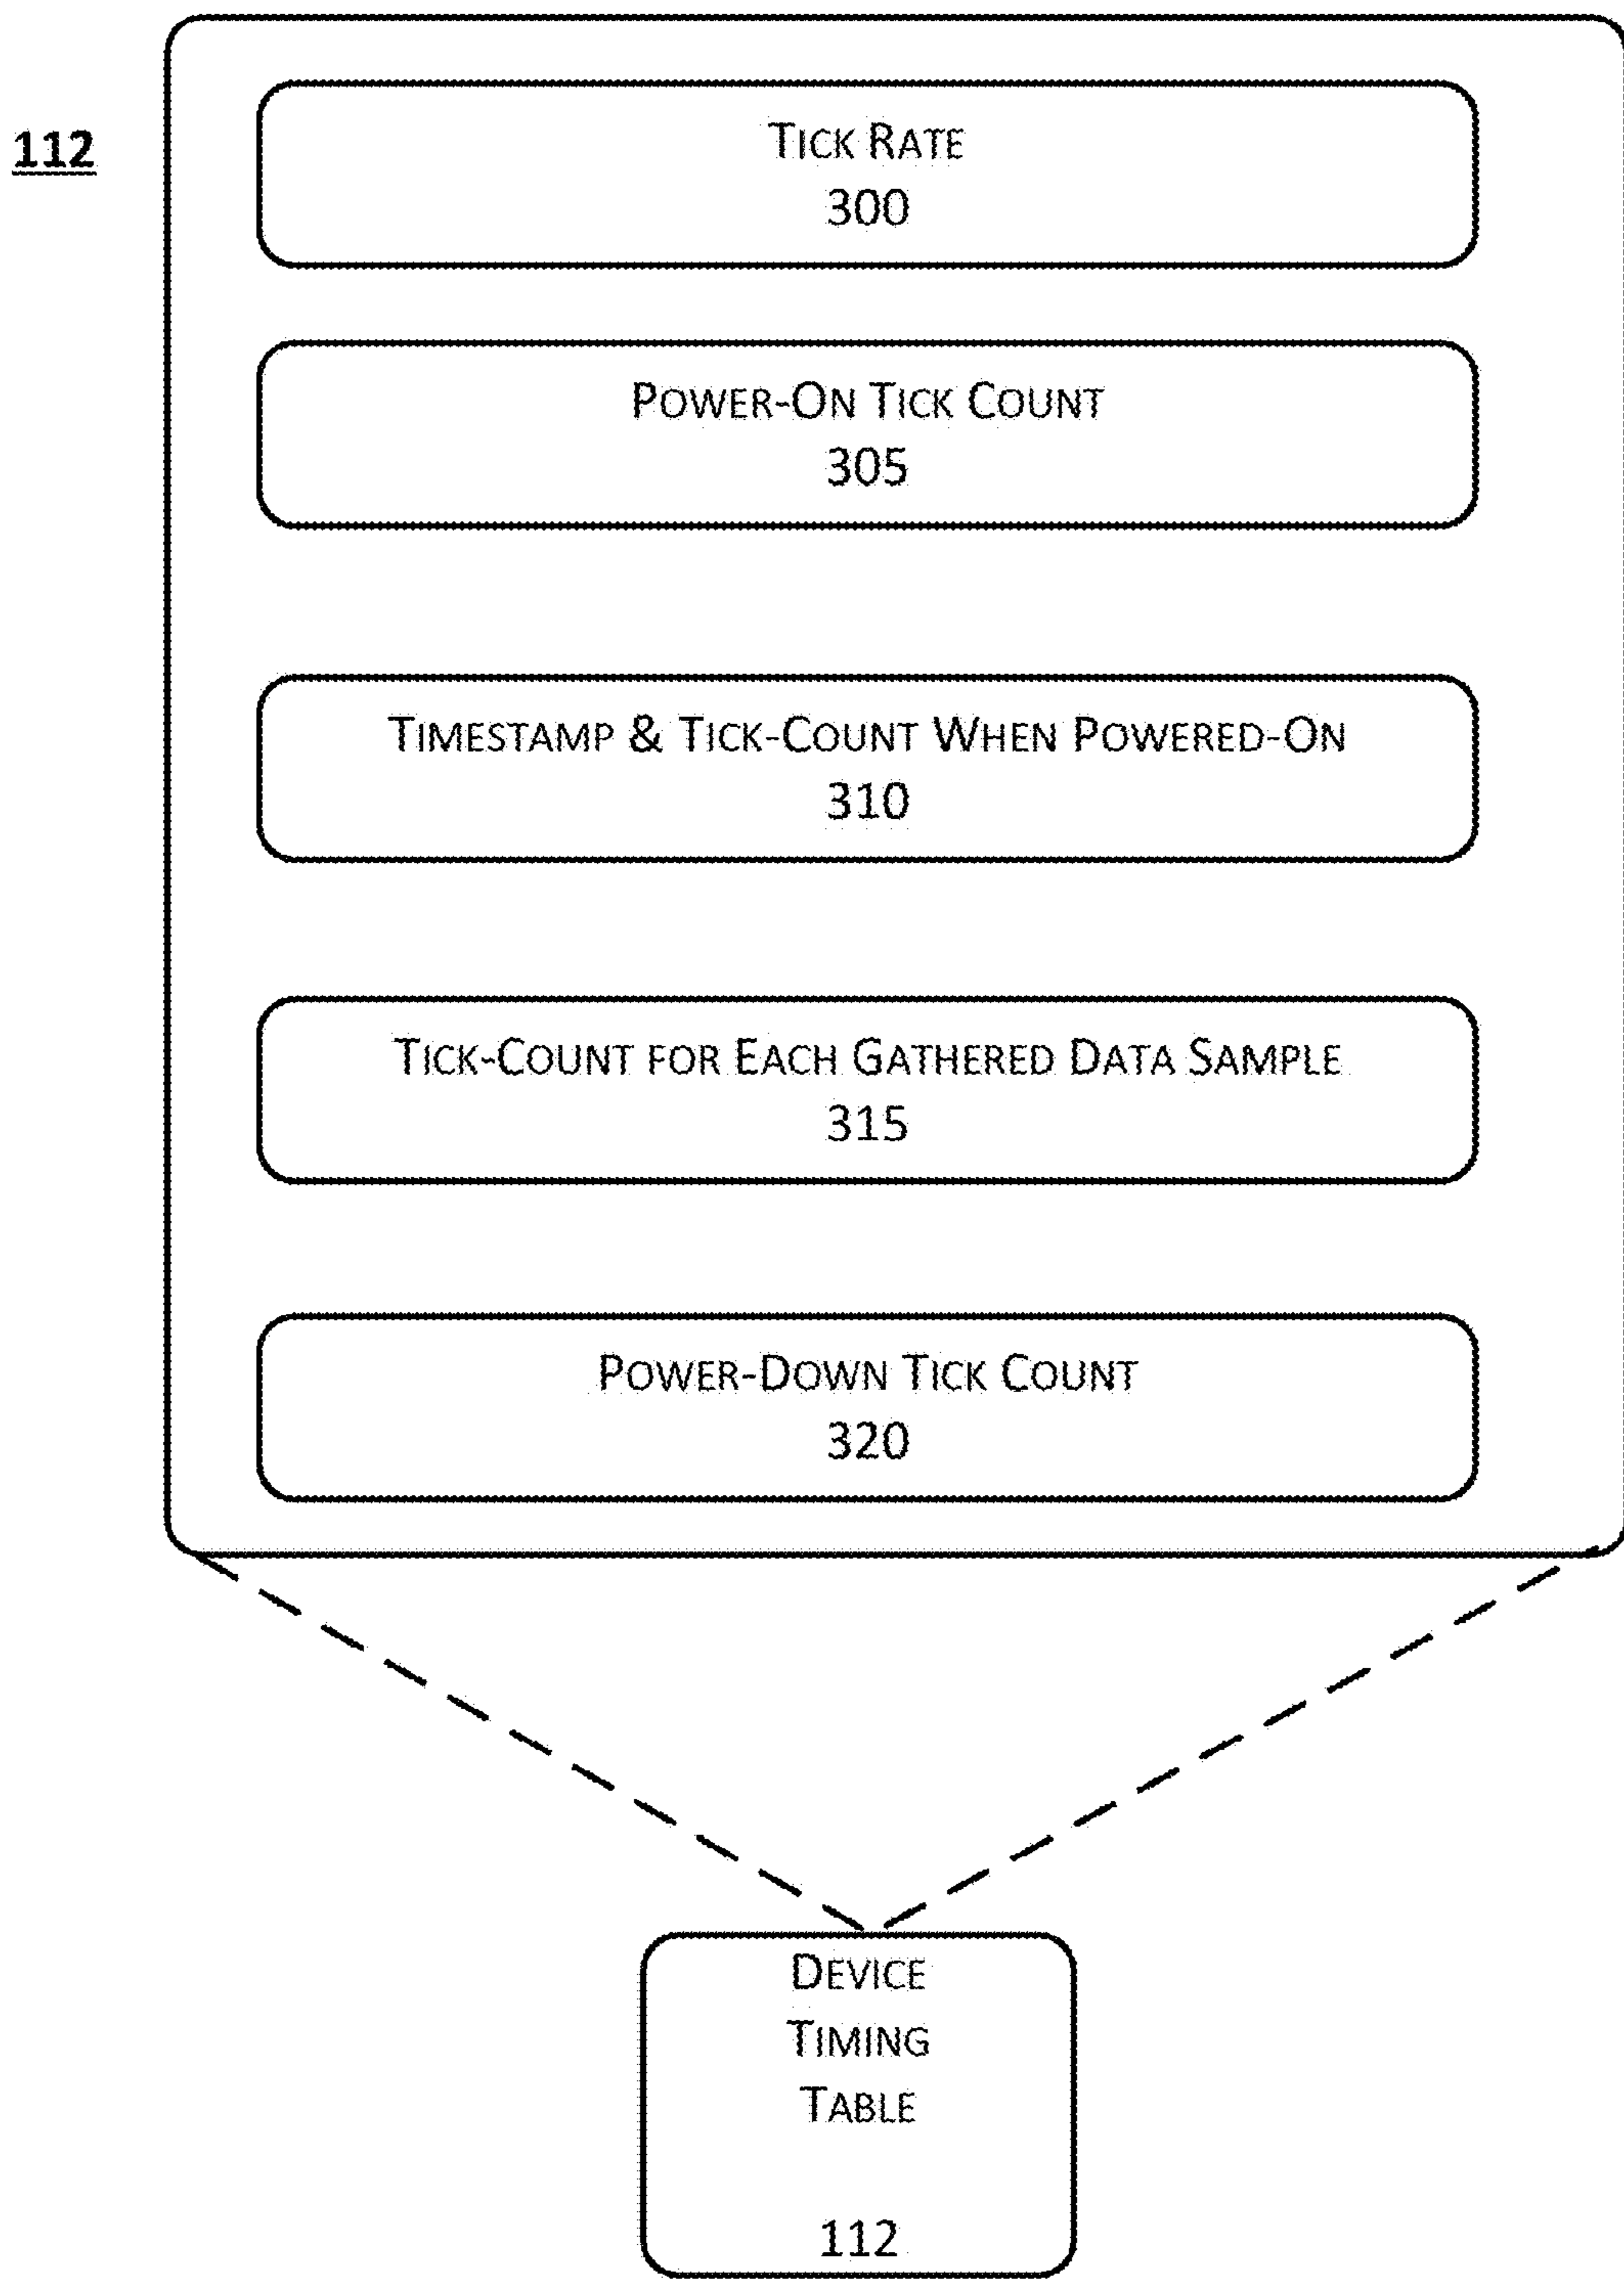 112
TICK RATE
300
POWER-ON TICK COUNT
305
TIMESTAMP & TICK-COUNT WHEN POWERED-ON
310
TICK-COUNT FOR EACH GATHERED DATA SAMPLE
315
POWER-DOWN TICK COUNT
320
DEVICE
TIMING
TABLE
112